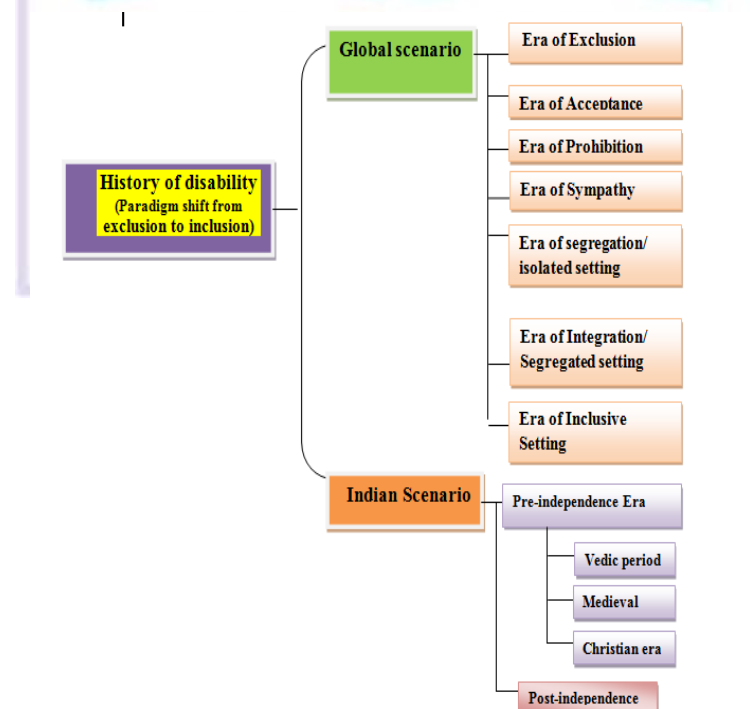 History of disability
(Paradigm shift from
exclusion to inclusion)
Global scenario
Era of Exclusion
Era of Acceptance
Era of Prohibition
Era of Sympathy
Era of segregation/
isolated setting
Era of Integration/
Segregated setting
Era of Inclusive
Setting
Indian Scenario
Pre-independence Era
Vedic period
Medieval
Christian era
Post-independence